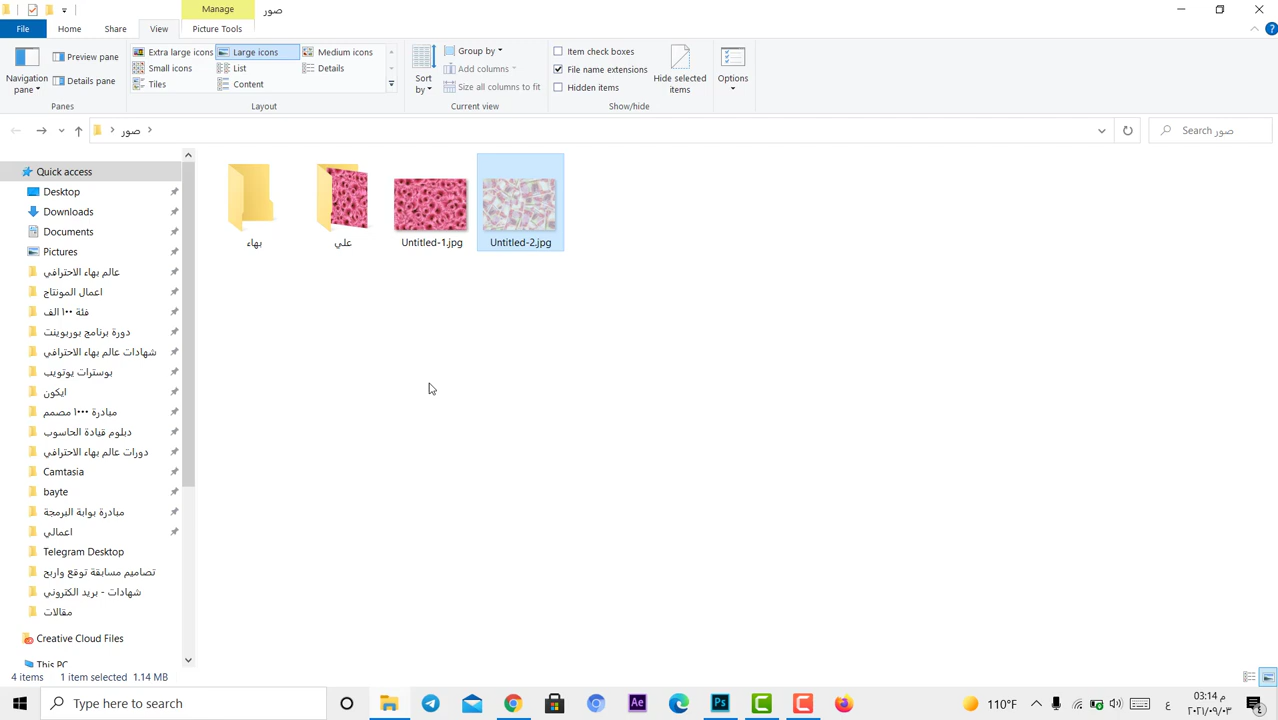 Manage
صور
File
Home
Share
View
Picture Tools
Navigation pane
Preview pane
Details pane
Panes
Extra large icons
Large icons
Medium icons
Small icons
List
Details
Tiles
Content
Layout
Sort by
Group by
Add columns
Size all columns to fit
Current view
Item check boxes
File name extensions
Hidden items
Hide selected items
Show/hide
Options
صور
Search صور
Quick access
Desktop
Downloads
Documents
Pictures
عالم بهاء الاحترافي
اعمال المونتاج
فئة ١٠٠ الف
دورة برنامج بوربوينت
شهادات عالم بهاء الاحترافي
بوسترات يوتويب
ايكون
مبادرة ١٠٠٠ مصمم
دبلوم قيادة الحاسوب
دورات عالم بهاء الاحترافي
Camtasia
bayte
مبادرة بوابة البرمجة
اعمالي
Telegram Desktop
تصاميم مسابقة توقع واربح
شهادات - بريد الكتروني
مقالات
Creative Cloud Files
This PC
بهاء
علي
Untitled-1.jpg
Untitled-2.jpg
4 items
1 item selected 1.14 MB
Type here to search
Ae
Ps
110°F
ع
03:14 م
٢٠٢١/٠٩/٠٣